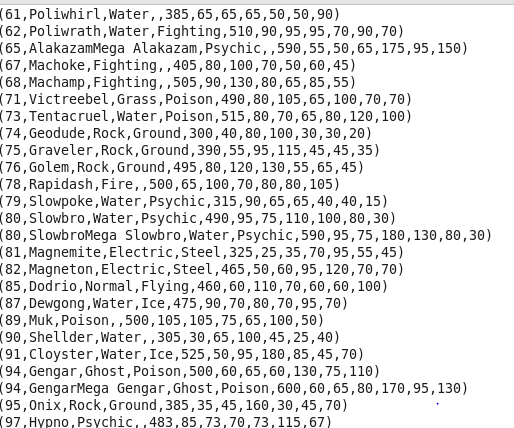 (61,Poliwhirl,Water,,385,65,65,65,50,50,90)
(62,Poliwrath,Water,Fighting,510,90,95,95,70,90,70)
(65,AlakazamMega Alakazam,Psychic,,590,55,50,65,175,95,150)
(67,Machoke,Fighting,,405,80,100,70,50,60,45)
(68,Machamp,Fighting,,505,90,130,80,65,85,55)
(71,Victreebel,Grass,Poison,490,80,105,65,100,70,70)
(73,Tentacruel,Water,Poison,515,80,70,65,80,120,100)
(74,Geodude,Rock,Ground,300,40,80,100,30,30,20)
(75,Graveler,Rock,Ground,390,55,95,115,45,45,35)
(76,Golem,Rock,Ground,495,80,120,130,55,65,45)
(78,Rapidash,Fire,,500,65,100,70,80,80,105)
(79,Slowpoke,Water,Psychic,315,90,65,65,40,40,15)
(80,Slowbro,Water,Psychic,490,95,75,110,100,80,30)
(80,SlowbroMega Slowbro,Water,Psychic,590,95,75,180,130,80,30)
(81,Magnemite,Electric,Steel,325,25,35,70,95,55,45)
(82,Magneton,Electric,Steel,465,50,60,95,120,70,70)
(85,Dodrio,Normal,Flying,460,60,110,70,60,60,100)
(87,Dewgong,Water,Ice,475,90,70,80,70,95,70)
(89,Muk,Poison,,500,105,105,75,65,100,50)
(90,Shellder,Water,,305,30,65,100,45,25,40)
(91,Cloyster,Water,Ice,525,50,95,180,85,45,70)
(94,Gengar,Ghost,Poison,500,60,65,60,130,75,110)
(94,GengarMega Gengar,Ghost,Poison,600,60,65,80,170,95,130)
(95,Onix,Rock,Ground,385,35,45,160,30,45,70)
(97,Hypno,Psychic,,483,85,73,70,73,115,67)